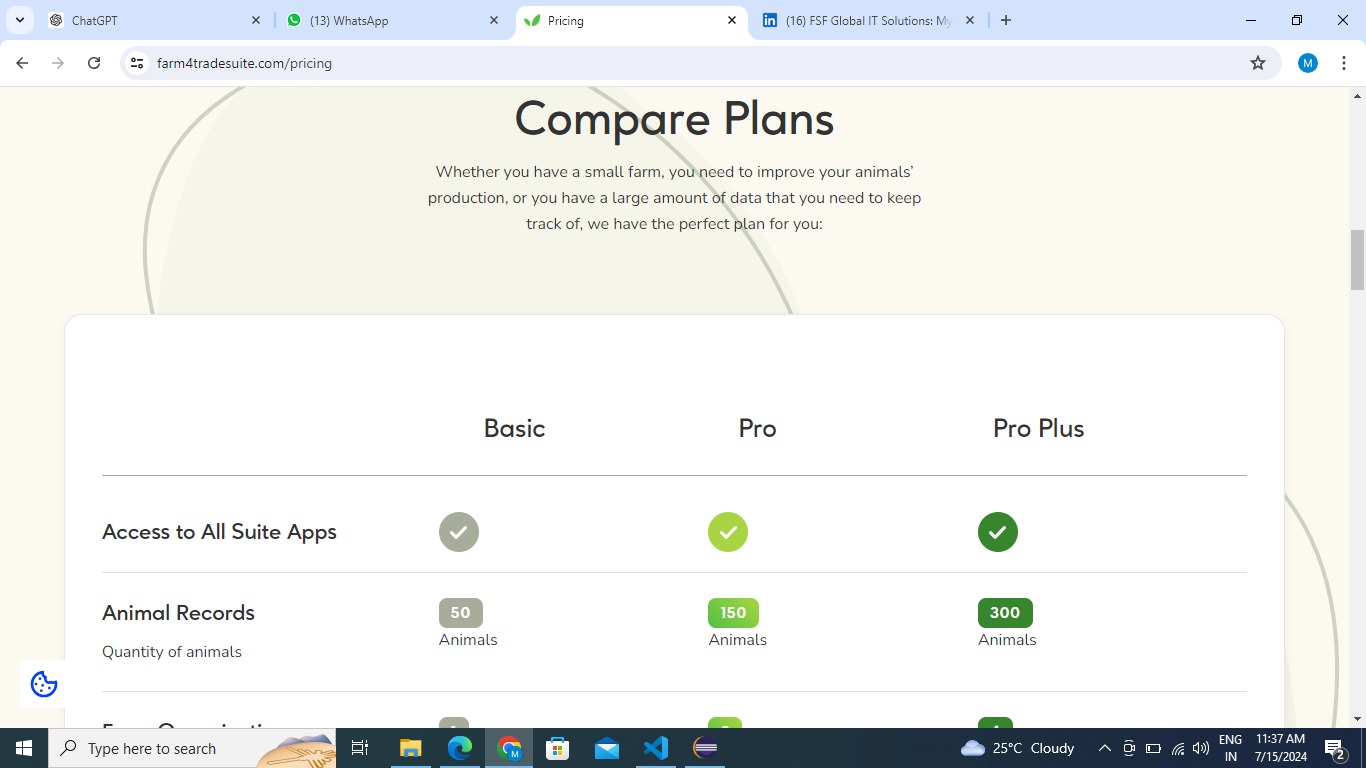 ChatGPT
(13) WhatsApp
Pricing
(16) FSF Global IT Solutions: My
farm4tradesuite.com/pricing
M
Compare Plans
Whether you have a small farm, you need to improve your animals’
production, or you have a large amount of data that you need to keep
track of, we have the perfect plan for you:
Basic Pro Pro Plus
Access to All Suite Apps
Animal Records 50 150 300
Animals Animals Animals
Quantity of animals
Type here to search
25°C Cloudy
ENG
IN
11:37 AM
7/15/2024
2